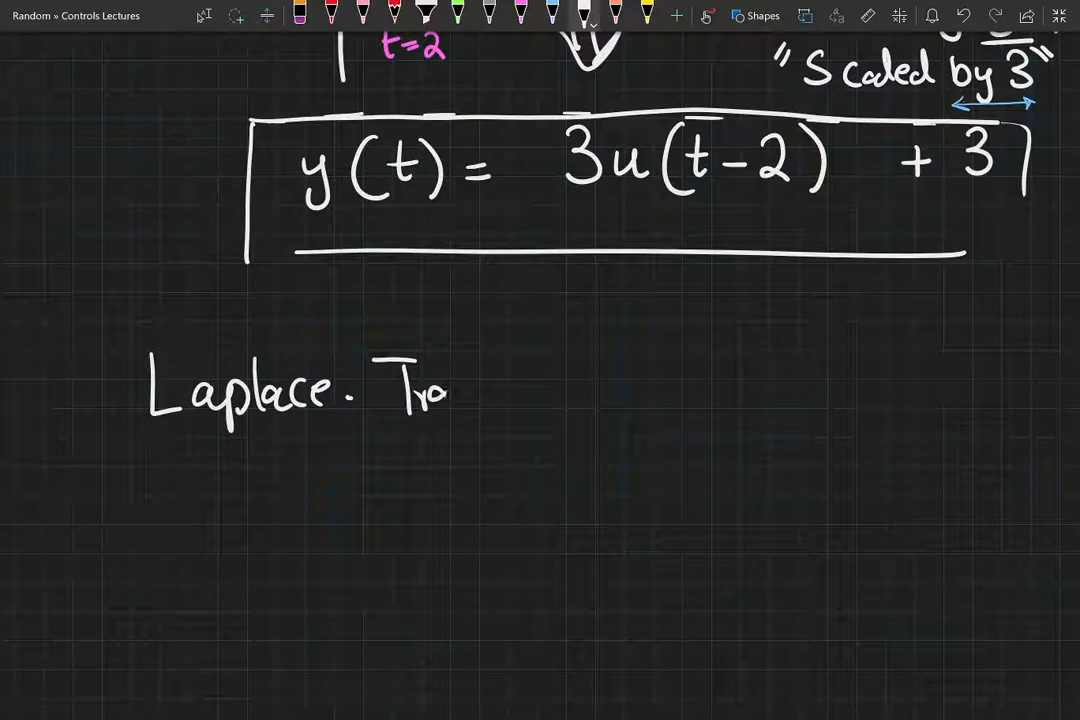 Random » Controls Lectures
Shapes
t=2
"Scaled by 3"
y(t) = 3u(t-2) + 3
Laplace. Tra